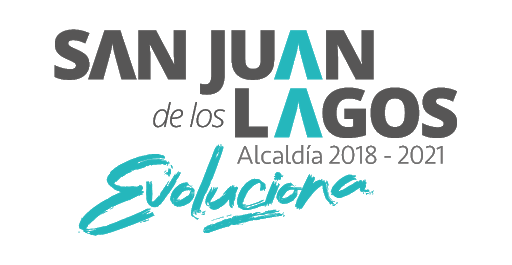 SAN JUAN
de los LAGOS
Alcaldía 2018 - 2021
Evoluciona